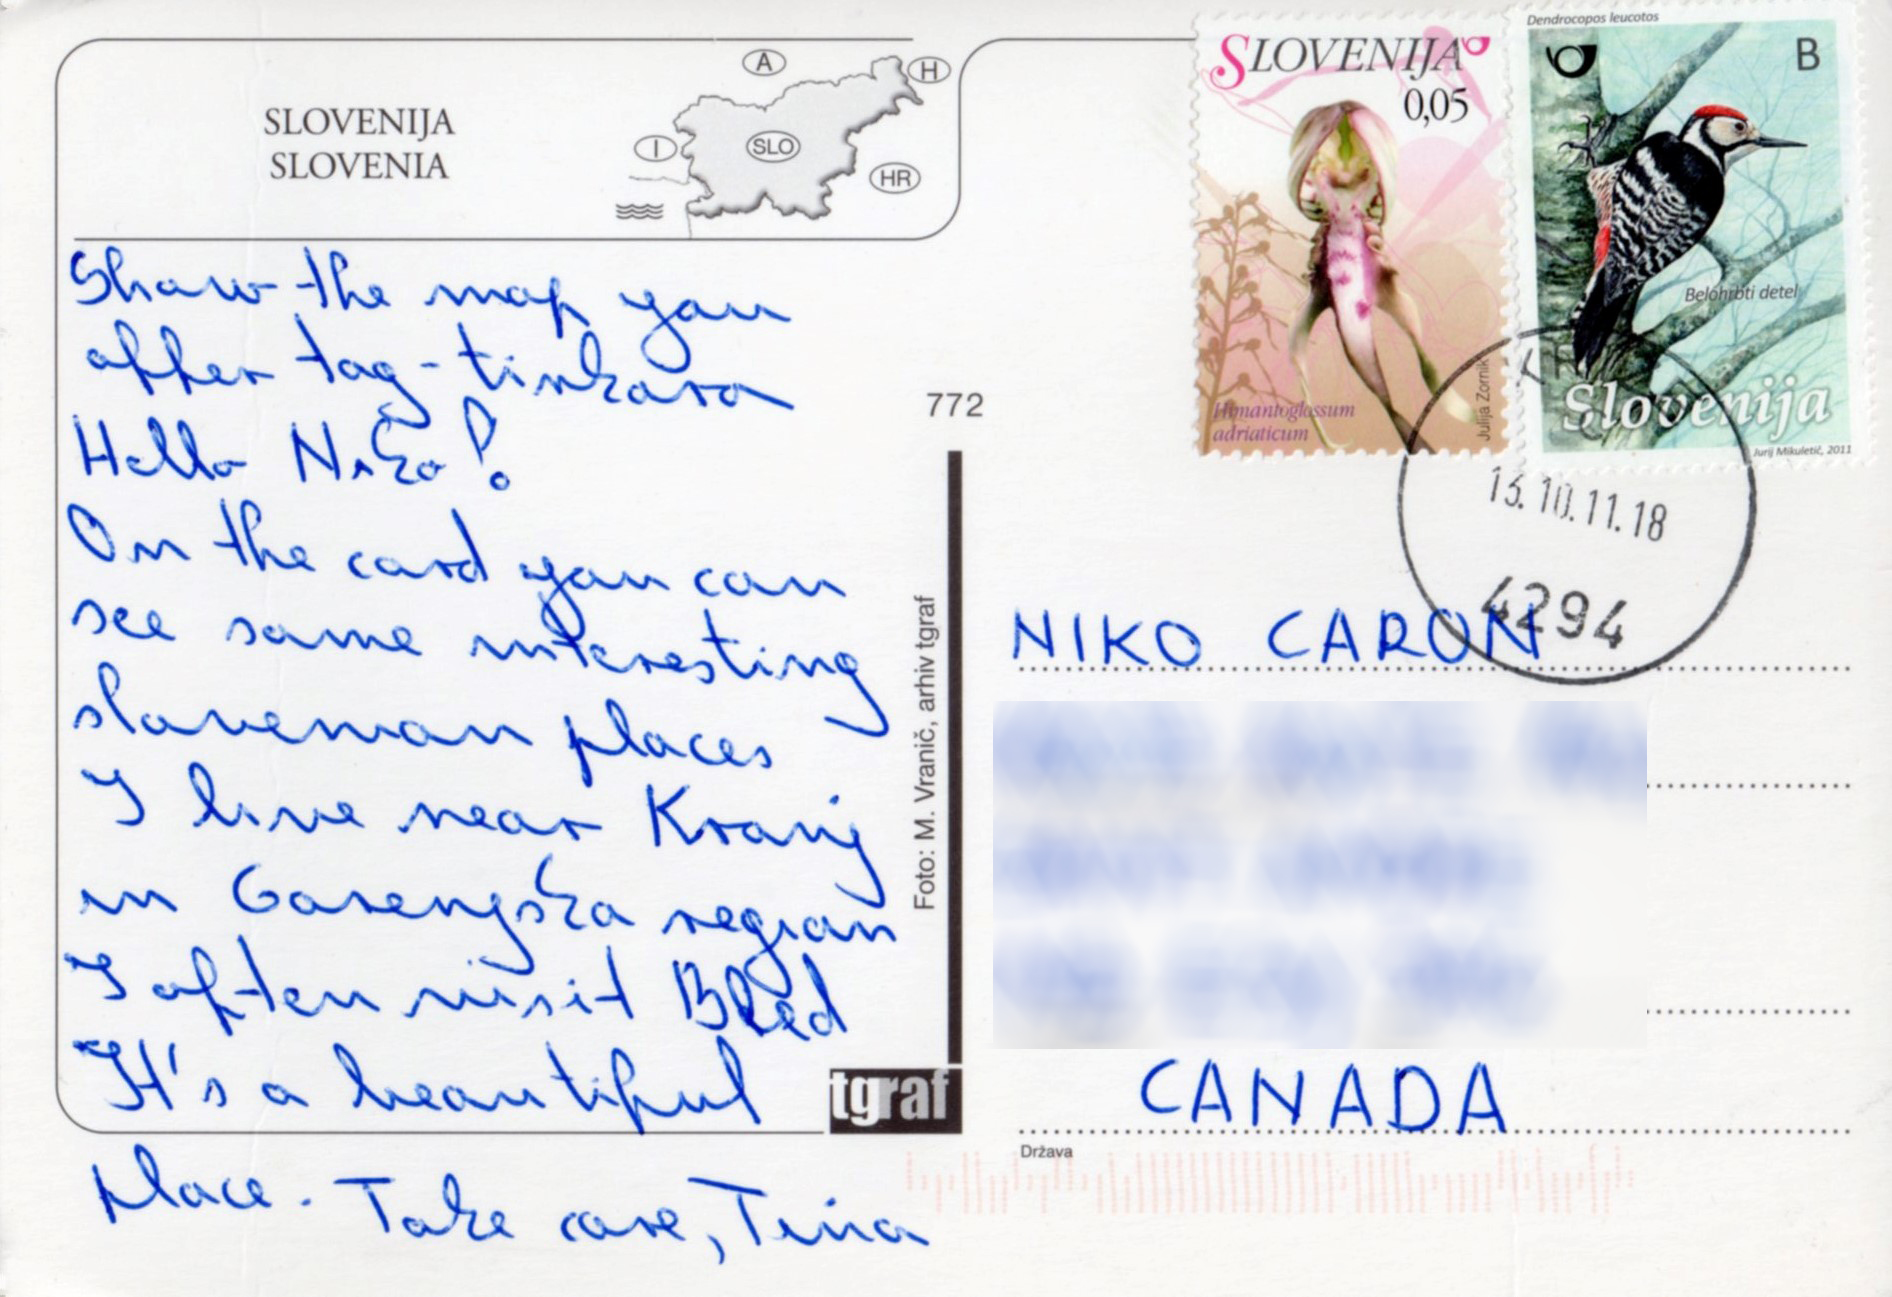 SLOVENIJA
SLOVENIA
A
H
I
SLO
HR
Show the map you
offer tag - tinkara
Hello Niko!
On the card you can
see some interesting
slovenian places
I live near Kranj
in Gorenjska region
I often visit Bled
It's a beautiful
place. Take care, Tina
772
Foto: M. Vranič, arhiv tgraf
tgraf
SLOVENIJA
0,05
Himantoglossum
adriaticum
Julija Zornik
Dendrocopos leucotos
B
Belohrbti detel
Slovenija
Jurij Mikuletič, 2011
13.10.11.18
4294
NIKO CARON
CANADA
Država